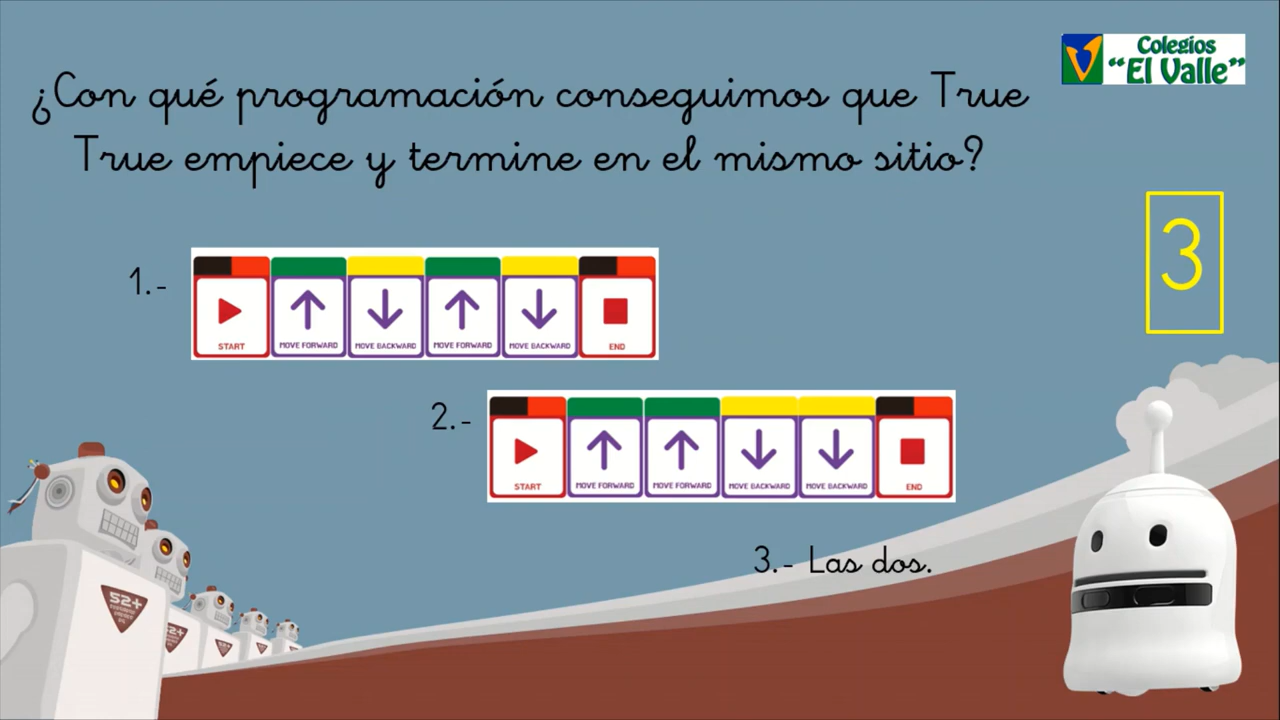 Colegios
"El Valle"
¿Con qué programación conseguimos que True
True empiece y termine en el mismo sitio?
3
1.-
START MOVE FORWARD MOVE BACKWARD MOVE FORWARD MOVE BACKWARD END
2.-
START MOVE FORWARD MOVE FORWARD MOVE BACKWARD MOVE BACKWARD END
3.- Las dos.
52+
52+